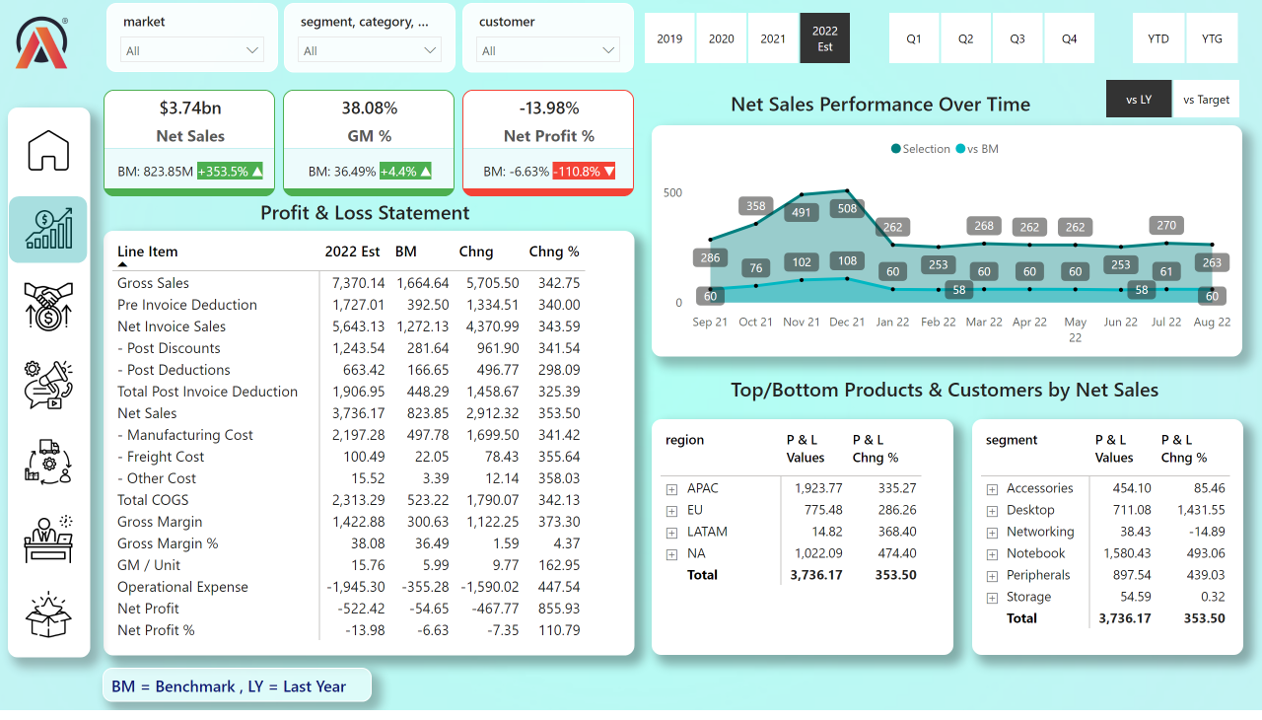 market
All
segment, category, ...
All
customer
All
2019
2020
2021
2022
Est
Q1
Q2
Q3
Q4
YTD
YTG
$3.74bn
Net Sales
BM: 823.85M +353.5% ▲
38.08%
GM %
BM: 36.49% +4.4% ▲
-13.98%
Net Profit %
BM: -6.63% -110.8% ▼
Net Sales Performance Over Time
vs LY
vs Target
Selection vs BM
500
0
286 358 491 508 262 253 268 262 262 253 270 263
60 76 102 108 60 58 60 60 60 58 61 60
Sep 21 Oct 21 Nov 21 Dec 21 Jan 22 Feb 22 Mar 22 Apr 22 May 22 Jun 22 Jul 22 Aug 22
Profit & Loss Statement
Line Item 2022 Est BM Chng Chng %
Gross Sales 7,370.14 1,664.64 5,705.50 342.75
Pre Invoice Deduction 1,727.01 392.50 1,334.51 340.00
Net Invoice Sales 5,643.13 1,272.13 4,370.99 343.59
- Post Discounts 1,243.54 281.64 961.90 341.54
- Post Deductions 663.42 166.65 496.77 298.09
Total Post Invoice Deduction 1,906.95 448.29 1,458.67 325.39
Net Sales 3,736.17 823.85 2,912.32 353.50
- Manufacturing Cost 2,197.28 497.78 1,699.50 341.42
- Freight Cost 100.49 22.05 78.43 355.64
- Other Cost 15.52 3.39 12.14 358.03
Total COGS 2,313.29 523.22 1,790.07 342.13
Gross Margin 1,422.88 300.63 1,122.25 373.30
Gross Margin % 38.08 36.49 1.59 4.37
GM / Unit 15.76 5.99 9.77 162.95
Operational Expense -1,945.30 -355.28 -1,590.02 447.54
Net Profit -522.42 -54.65 -467.77 855.93
Net Profit % -13.98 -6.63 -7.35 110.79
Top/Bottom Products & Customers by Net Sales
region P & L Values P & L Chng %
APAC 1,923.77 335.27
EU 775.48 286.26
LATAM 14.82 368.40
NA 1,022.09 474.40
Total 3,736.17 353.50
segment P & L Values P & L Chng %
Accessories 454.10 85.46
Desktop 711.08 1,431.55
Networking 38.43 -14.89
Notebook 1,580.43 493.06
Peripherals 897.54 439.03
Storage 54.59 0.32
Total 3,736.17 353.50
BM = Benchmark , LY = Last Year